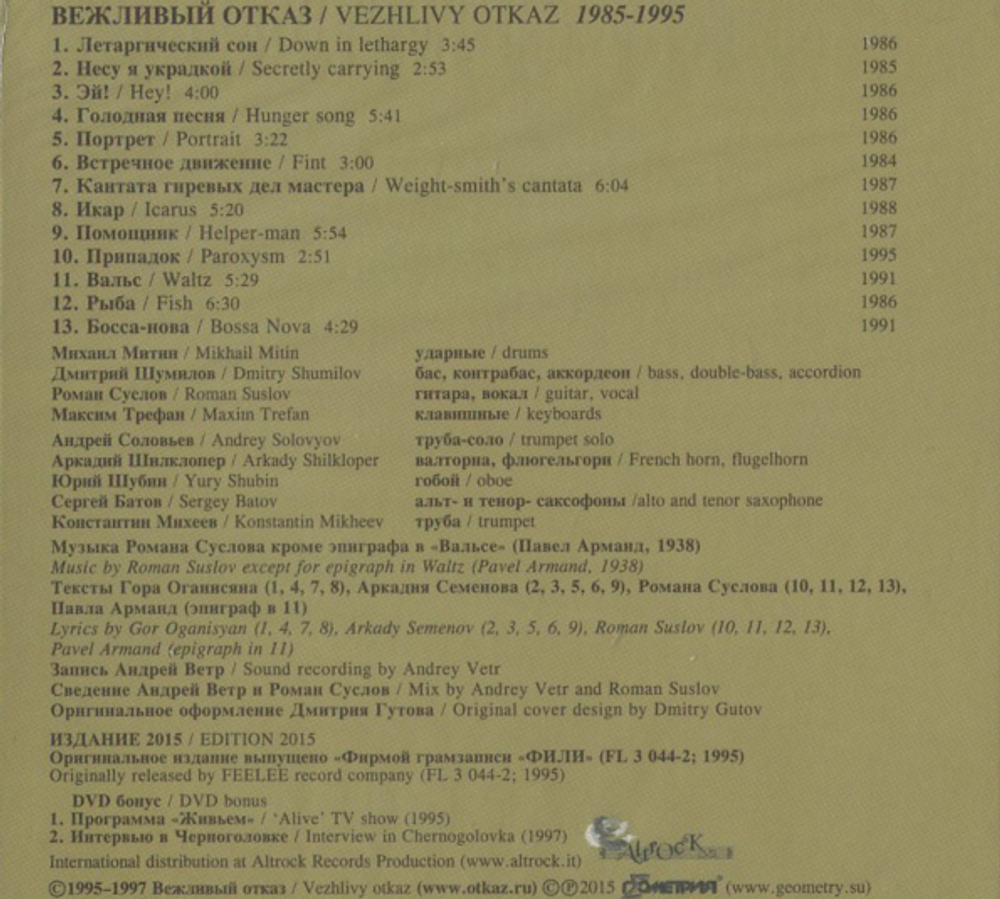 ВЕЖЛИВЫЙ ОТКАЗ / VEZHLIVY OTKAZ 1985-1995
1. Летаргический сон / Down in lethargy 3:45 1986
2. Несу я украдкой / Secretly carrying 2:53 1985
3. Эй! / Hey! 4:00 1986
4. Голодная песня / Hunger song 5:41 1986
5. Портрет / Portrait 3:22 1986
6. Встречное движение / Fint 3:00 1984
7. Кантата гиревых дел мастера / Weight-smith's cantata 6:04 1987
8. Икар / Icarus 5:20 1988
9. Помощник / Helper-man 5:54 1987
10. Припадок / Paroxysm 2:51 1995
11. Вальс / Waltz 5:29 1991
12. Рыба / Fish 6:30 1986
13. Босса-нова / Bossa Nova 4:29 1991
Михаил Митин / Mikhail Mitin ударные / drums
Дмитрий Шумилов / Dmitry Shumilov бас, контрабас, аккордеон / bass, double-bass, accordion
Роман Суслов / Roman Suslov гитара, вокал / guitar, vocal
Максим Трефан / Maxim Trefan клавишные / keyboards
Андрей Соловьев / Andrey Solovyov труба-соло / trumpet solo
Аркадий Шилклопер / Arkady Shilkloper валторна, флюгельгорн / French horn, flugelhorn
Юрий Шубин / Yury Shubin гобой / oboe
Сергей Батов / Sergey Batov альт- и тенор- саксофоны /alto and tenor saxophone
Константин Михеев / Konstantin Mikheev труба / trumpet
Музыка Романа Суслова кроме эпиграфа в «Вальсе» (Павел Арманд, 1938)
Music by Roman Suslov except for epigraph in Waltz (Pavel Armand, 1938)
Тексты Гора Оганисяна (1, 4, 7, 8), Аркадия Семенова (2, 3, 5, 6, 9), Романа Суслова (10, 11, 12, 13),
Павла Арманд (эпиграф в 11)
Lyrics by Gor Oganisyan (1, 4, 7, 8), Arkady Semenov (2, 3, 5, 6, 9), Roman Suslov (10, 11, 12, 13),
Pavel Armand (epigraph in 11)
Запись Андрей Ветр / Sound recording by Andrey Vetr
Сведение Андрей Ветр и Роман Суслов / Mix by Andrey Vetr and Roman Suslov
Оригинальное оформление Дмитрия Гутова / Original cover design by Dmitry Gutov
ИЗДАНИЕ 2015 / EDITION 2015
Оригинальное издание выпущено «Фирмой грамзаписи «ФИЛИ» (FL 3 044-2; 1995)
Originally released by FEELEE record company (FL 3 044-2; 1995)
DVD бонус / DVD bonus
1. Программа «Живьем» / ‘Alive’ TV show (1995)
2. Интервью в Черноголовке / Interview in Chernogolovka (1997)
AltrOcK
International distribution at Altrock Records Production (www.altrock.it)
©1995-1997 Вежливый отказ / Vezhlivy otkaz (www.otkaz.ru) ©℗2015 ГЕОМЕТРИЯ (www.geometry.su)